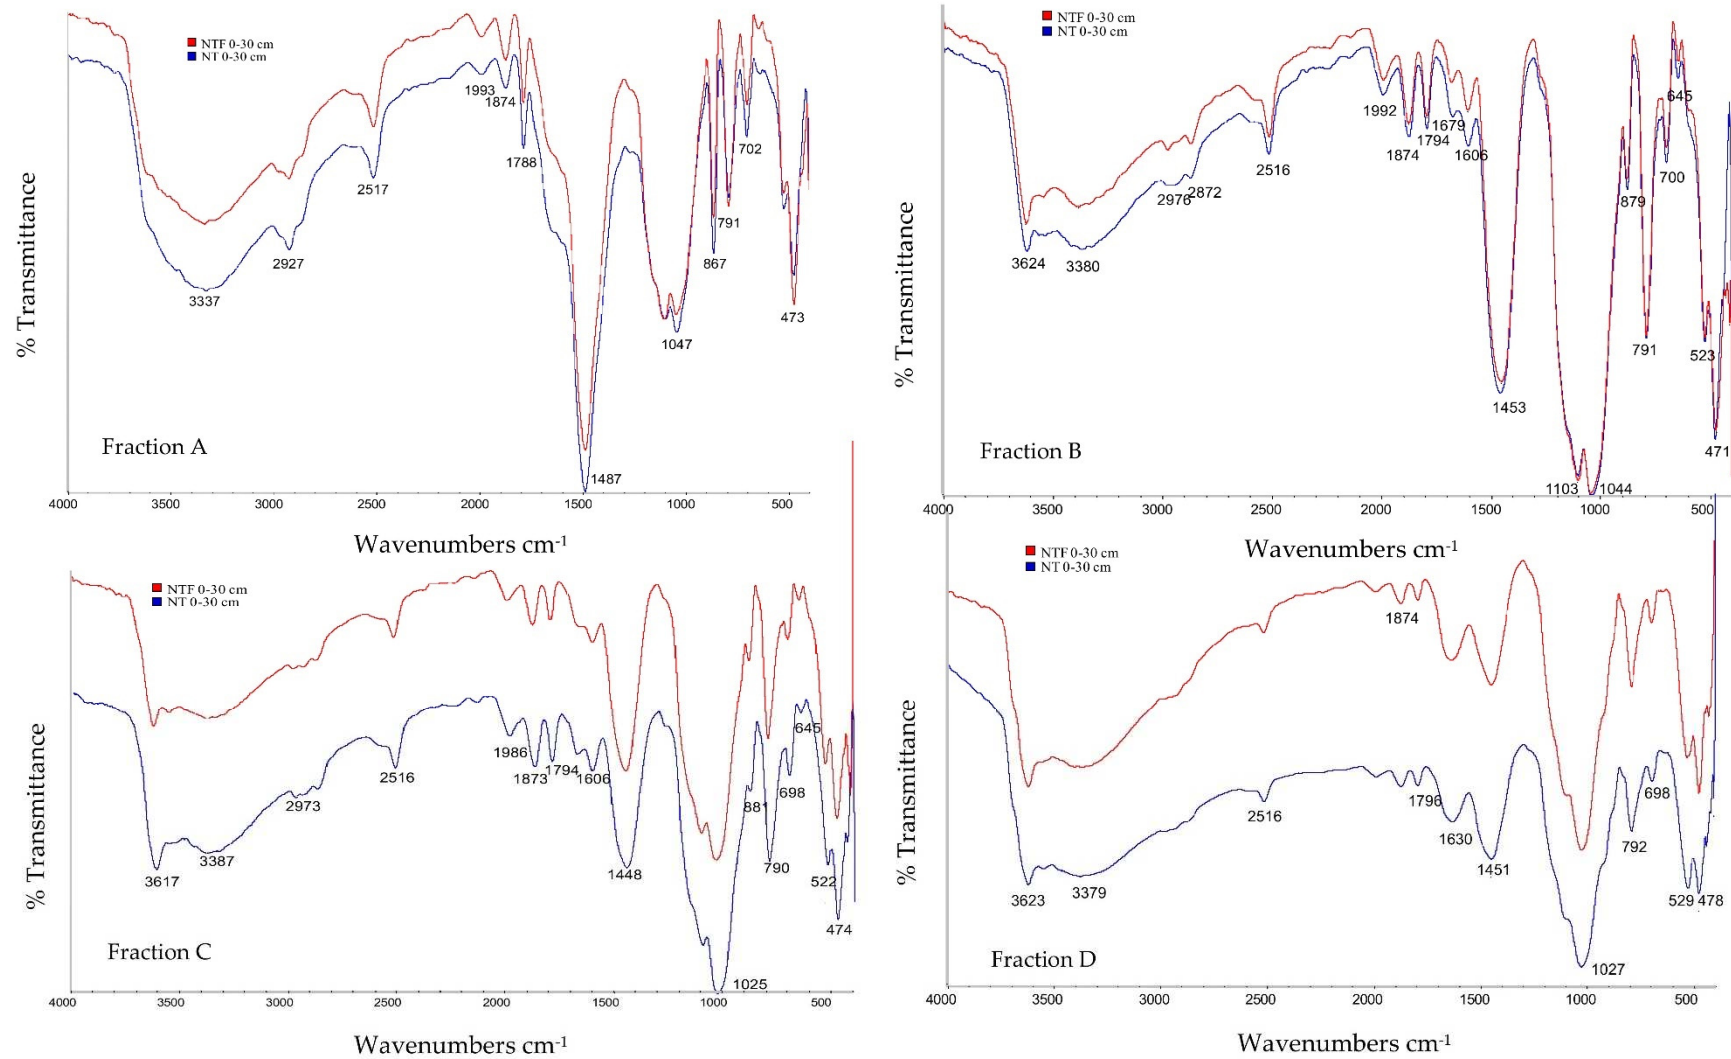 NTF 0-30 cm
NT 0-30 cm
% Transmittance
1993
1874
1788
2517
2927
3337
1487
1047
867
791
702
473
Fraction A
4000 3500 3000 2500 2000 1500 1000 500
Wavenumbers cm-1
NTF 0-30 cm
NT 0-30 cm
% Transmittance
3624
3380
2976
2872
2516
1992
1874
1794
1679
1606
1453
1103
1044
879
791
700
645
523
471
Fraction B
4000 3500 3000 2500 2000 1500 1000 500
Wavenumbers cm-1
NTF 0-30 cm
NT 0-30 cm
% Transmittance
3617
3387
2973
2516
1986
1873
1794
1606
1448
1025
881
790
698
645
522
474
Fraction C
4000 3500 3000 2500 2000 1500 1000 500
Wavenumbers cm-1
NTF 0-30 cm
NT 0-30 cm
% Transmittance
1874
3623
3379
2516
1796
1630
1451
1027
792
698
529
478
Fraction D
4000 3500 3000 2500 2000 1500 1000 500
Wavenumbers cm-1